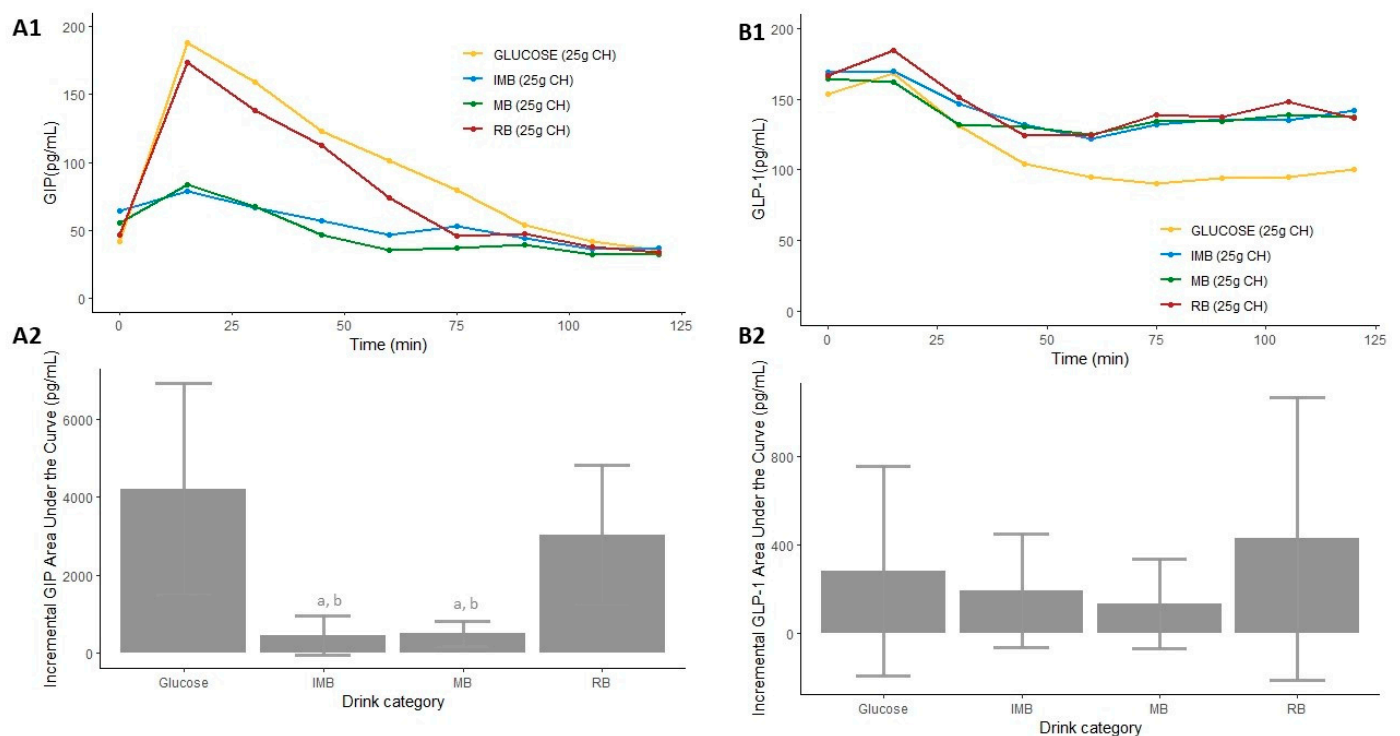 A1
GIP(pg/mL)
200
150
100
50
0
GLUCOSE (25g CH)
IMB (25g CH)
MB (25g CH)
RB (25g CH)
0 25 50 75 100 125
Time (min)
B1
GLP-1(pg/mL)
200
150
100
50
0
GLUCOSE (25g CH)
IMB (25g CH)
MB (25g CH)
RB (25g CH)
0 25 50 75 100 125
Time (min)
A2
Incremental GIP Area Under the Curve (pg/mL)
6000
4000
2000
0
a, b a, b
Glucose IMB MB RB
Drink category
B2
Incremental GLP-1 Area Under the Curve (pg/mL)
800
400
0
Glucose IMB MB RB
Drink category